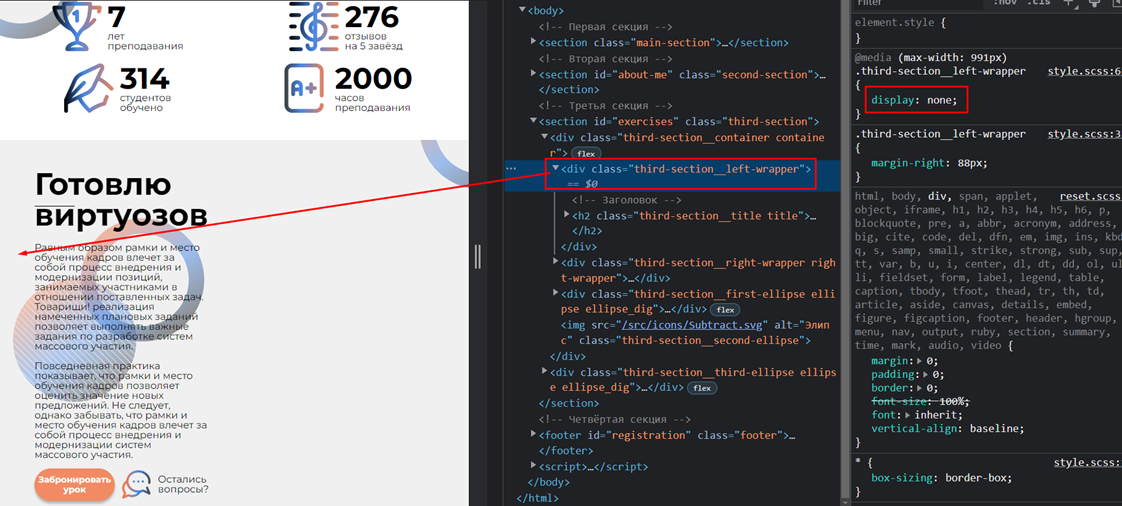 7
лет
преподавания
276
отзывов
на 5 завёзд
314
студентов
обучено
A+
2000
часов
преподавания
Готовлю
виртуозов
Равным образом рамки и место
обучения кадров влечет за
собой процесс внедрения и
модернизации позиций,
занимаемых участниками в
отношении поставленных задач.
Товарищи! реализация
намеченных плановых заданий
позволяет выполнять важные
задания по разработке систем
массового участия.
Повседневная практика
показывает, что рамки и место
обучения кадров позволяет
оценить значение новых
предложений. Не следует,
однако забывать, что рамки и
место обучения кадров влечет за
собой процесс внедрения и
модернизации систем
массового участия.
Забронировать
урок
Остались
вопросы?
<body>
<!-- Первая секция -->
<section class="main-section">…</section>
<!-- Вторая секция -->
<section id="about-me" class="second-section">…
</section>
<!-- Третья секция -->
<section id="exercises" class="third-section">
<div class="third-section__container containe
r"> flex
<div class="third-section__left-wrapper">
== $0
<!-- Заголовок -->
<h2 class="third-section__title title">…
</h2>
</div>
<div class="third-section__right-wrapper righ
t-wrapper">…</div>
<div class="third-section__first-ellipse elli
pse ellipse_dig">…</div> flex
<img src="/src/icons/Subtract.svg" alt="Элип
с" class="third-section__second-ellipse">
</div>
<div class="third-section__third-ellipse ellips
e ellipse_dig">…</div> flex
</section>
<!-- Четвёртая секция -->
<footer id="registration" class="footer">…
</footer>
<script>…</script>
</body>
</html>
Filter :hov .cls
element.style {
}
@media (max-width: 991px)
.third-section__left-wrapper style.scss:6
{
display: none;
}
.third-section__left-wrapper style.scss:3
{
margin-right: 88px;
}
html, body, div, span, applet, reset.scss:
object, iframe, h1, h2, h3, h4, h5, h6, p,
blockquote, pre, a, abbr, acronym, address,
big, cite, code, del, dfn, em, img, ins, kbd
q, s, samp, small, strike, strong, sub, sup,
tt, var, b, u, i, center, dl, dt, dd, ol, ul
li, fieldset, form, label, legend, table,
caption, tbody, tfoot, thead, tr, th, td,
article, aside, canvas, details, embed,
figure, figcaption, footer, header, hgroup,
menu, nav, output, ruby, section, summary,
time, mark, audio, video {
margin: 0;
padding: 0;
border: 0;
font-size: 100%;
font: inherit;
vertical-align: baseline;
}
* { style.scss:
box-sizing: border-box;
}